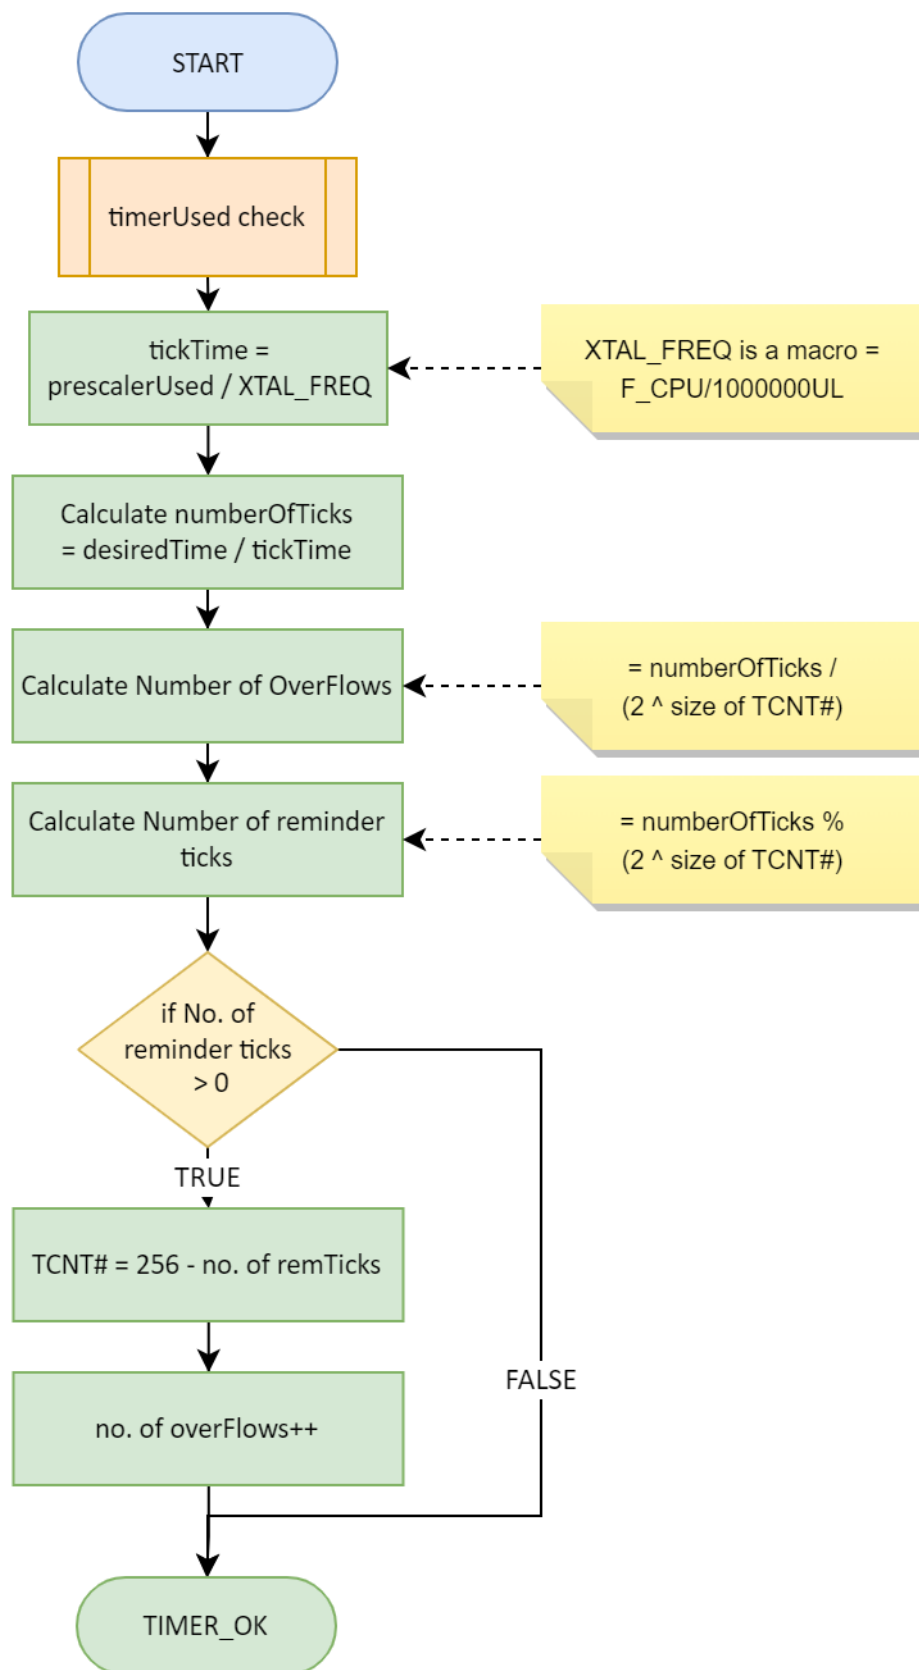 START
timerUsed check
tickTime =
prescalerUsed / XTAL_FREQ
XTAL_FREQ is a macro =
F_CPU/1000000UL
Calculate numberOfTicks
= desiredTime / tickTime
Calculate Number of OverFlows
= numberOfTicks /
(2 ^ size of TCNT#)
Calculate Number of reminder
ticks
= numberOfTicks %
(2 ^ size of TCNT#)
if No. of
reminder ticks
> 0
TRUE
TCNT# = 256 - no. of remTicks
FALSE
no. of overFlows++
TIMER_OK